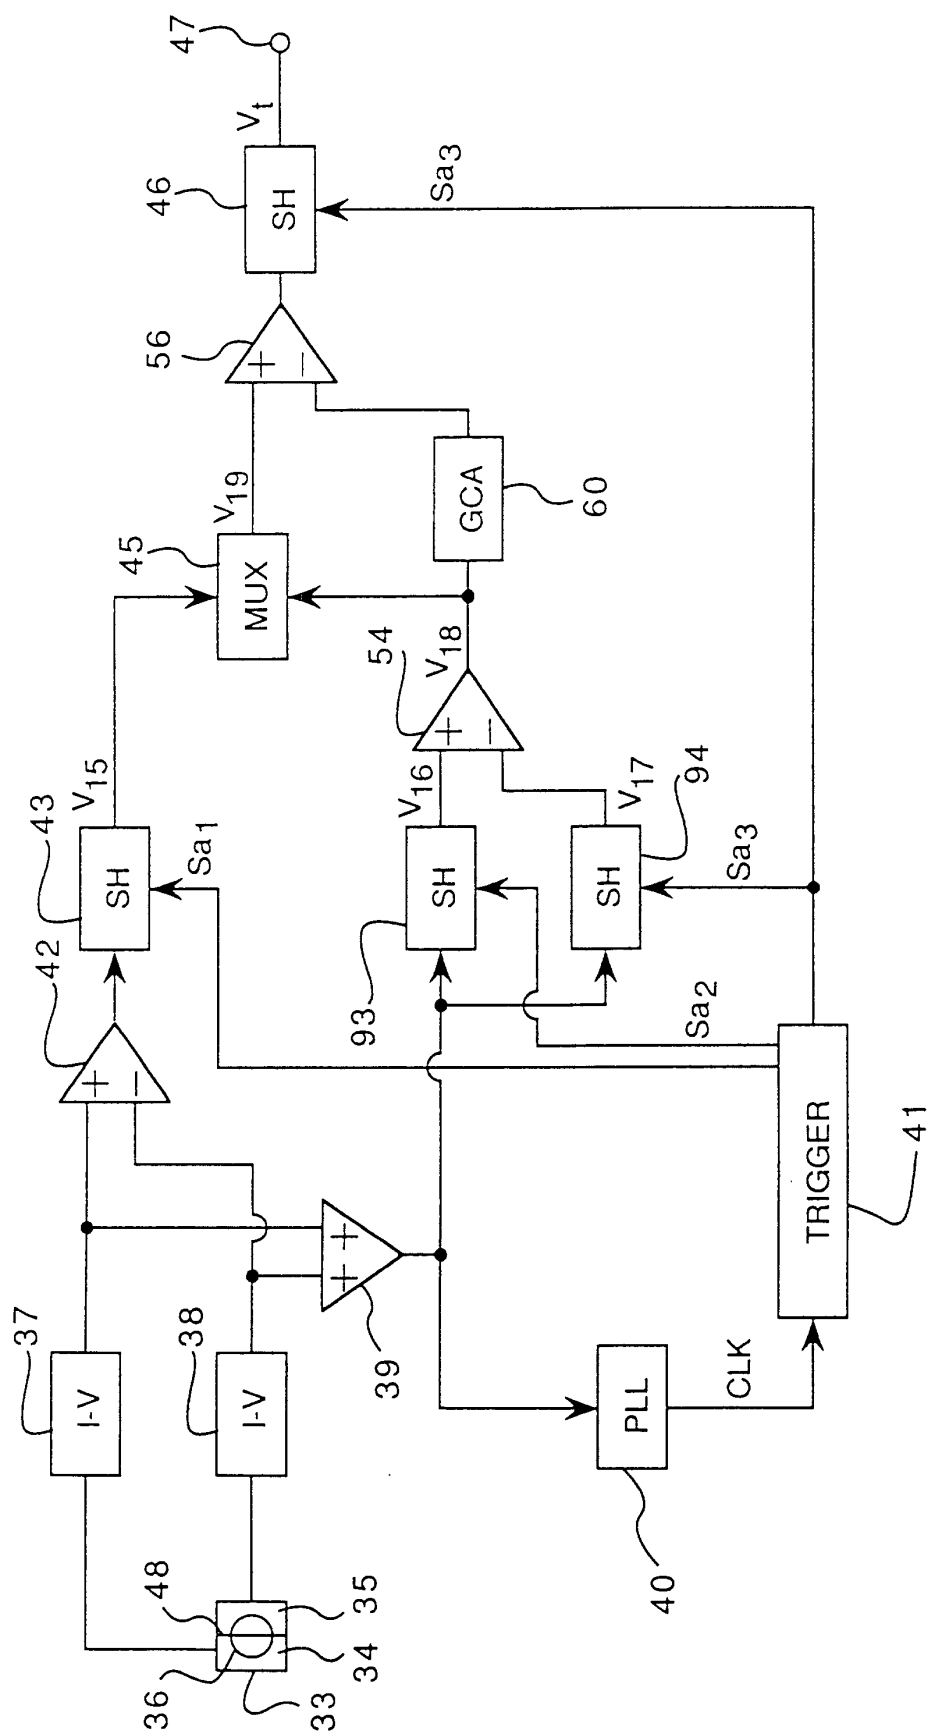 36
33
48
34
35
37
I-V
38
I-V
39
+
+
42
+
−
43
SH
V15
Sa1
40
PLL
CLK
93
SH
V16
Sa2
SH
V17
94
Sa3
54
+
−
V18
45
MUX
V19
GCA
60
56
+
−
46
SH
Vt
47
Sa3
TRIGGER
41